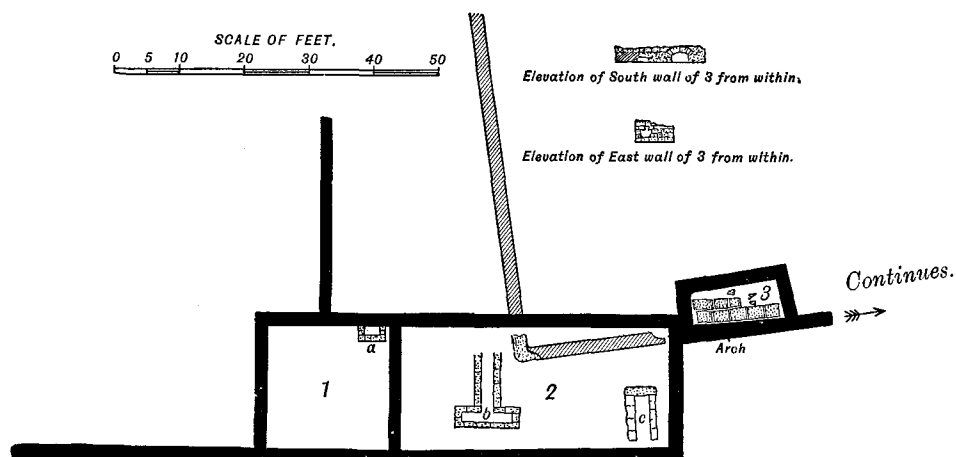 SCALE OF FEET.
0 5 10 20 30 40 50
Elevation of South wall of 3 from within.
Elevation of East wall of 3 from within.
Continues.
3
Arch
a
1
2
b
c